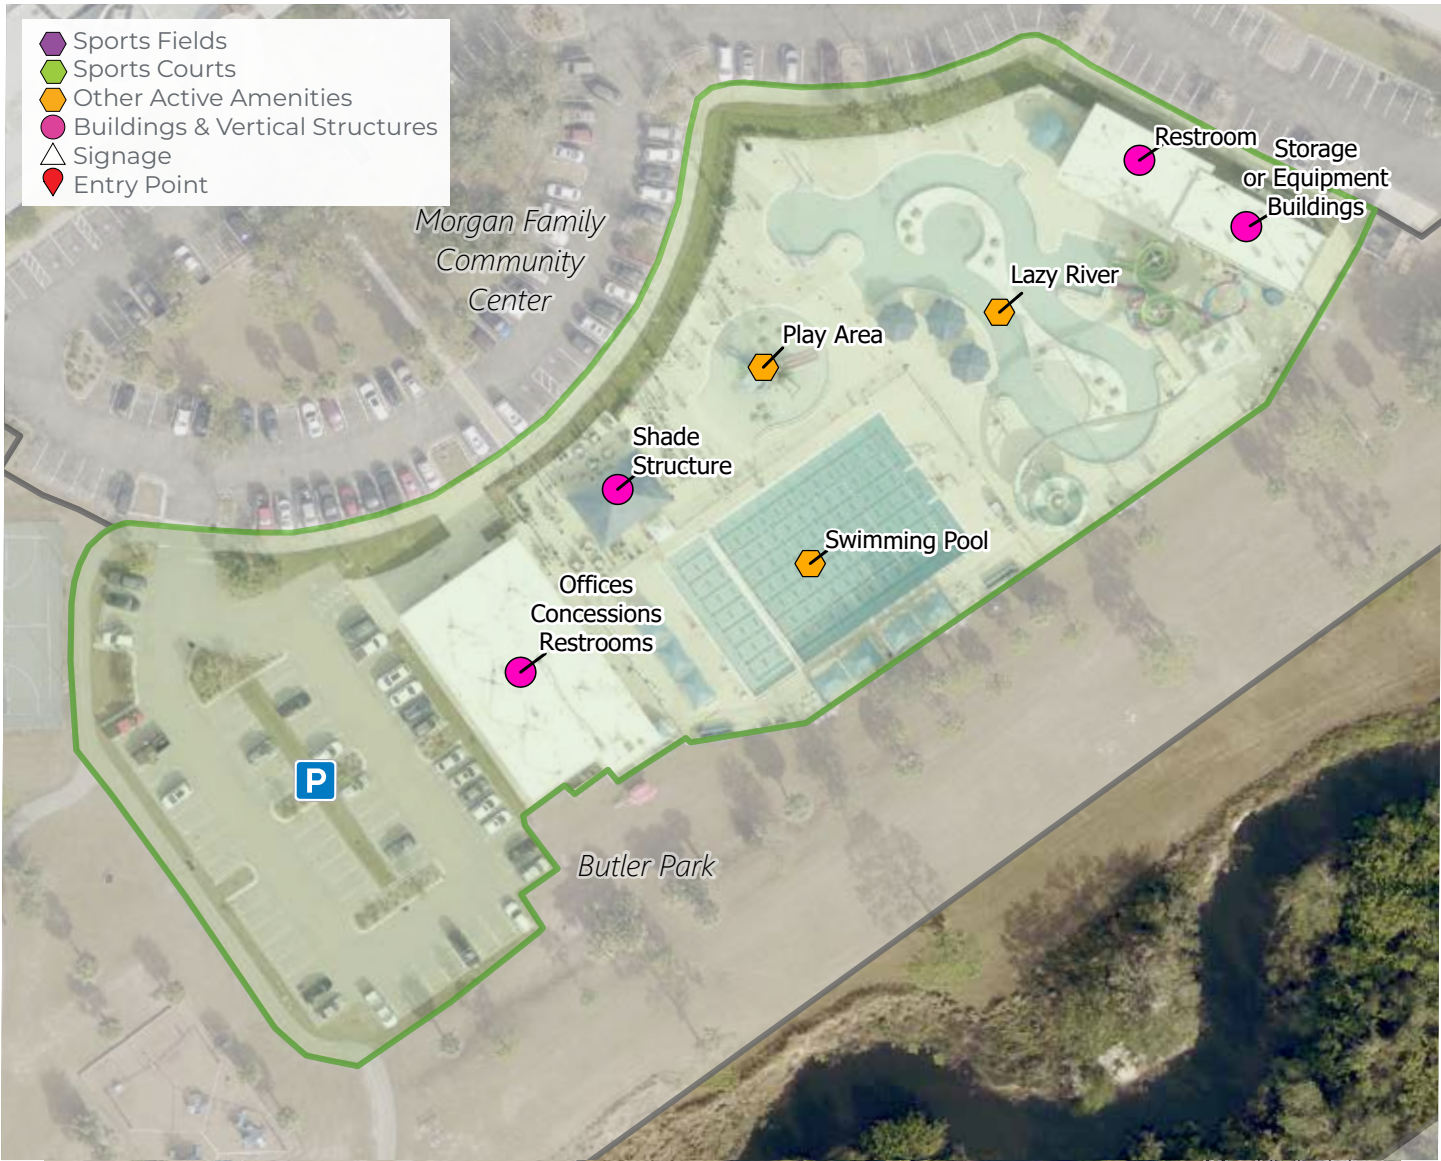 Sports Fields
Sports Courts
Other Active Amenities
Buildings & Vertical Structures
Signage
Entry Point
Morgan Family
Community
Center
Restroom
Storage
or Equipment
Buildings
Lazy River
Play Area
Shade
Structure
Swimming Pool
Offices
Concessions
Restrooms
P
Butler Park